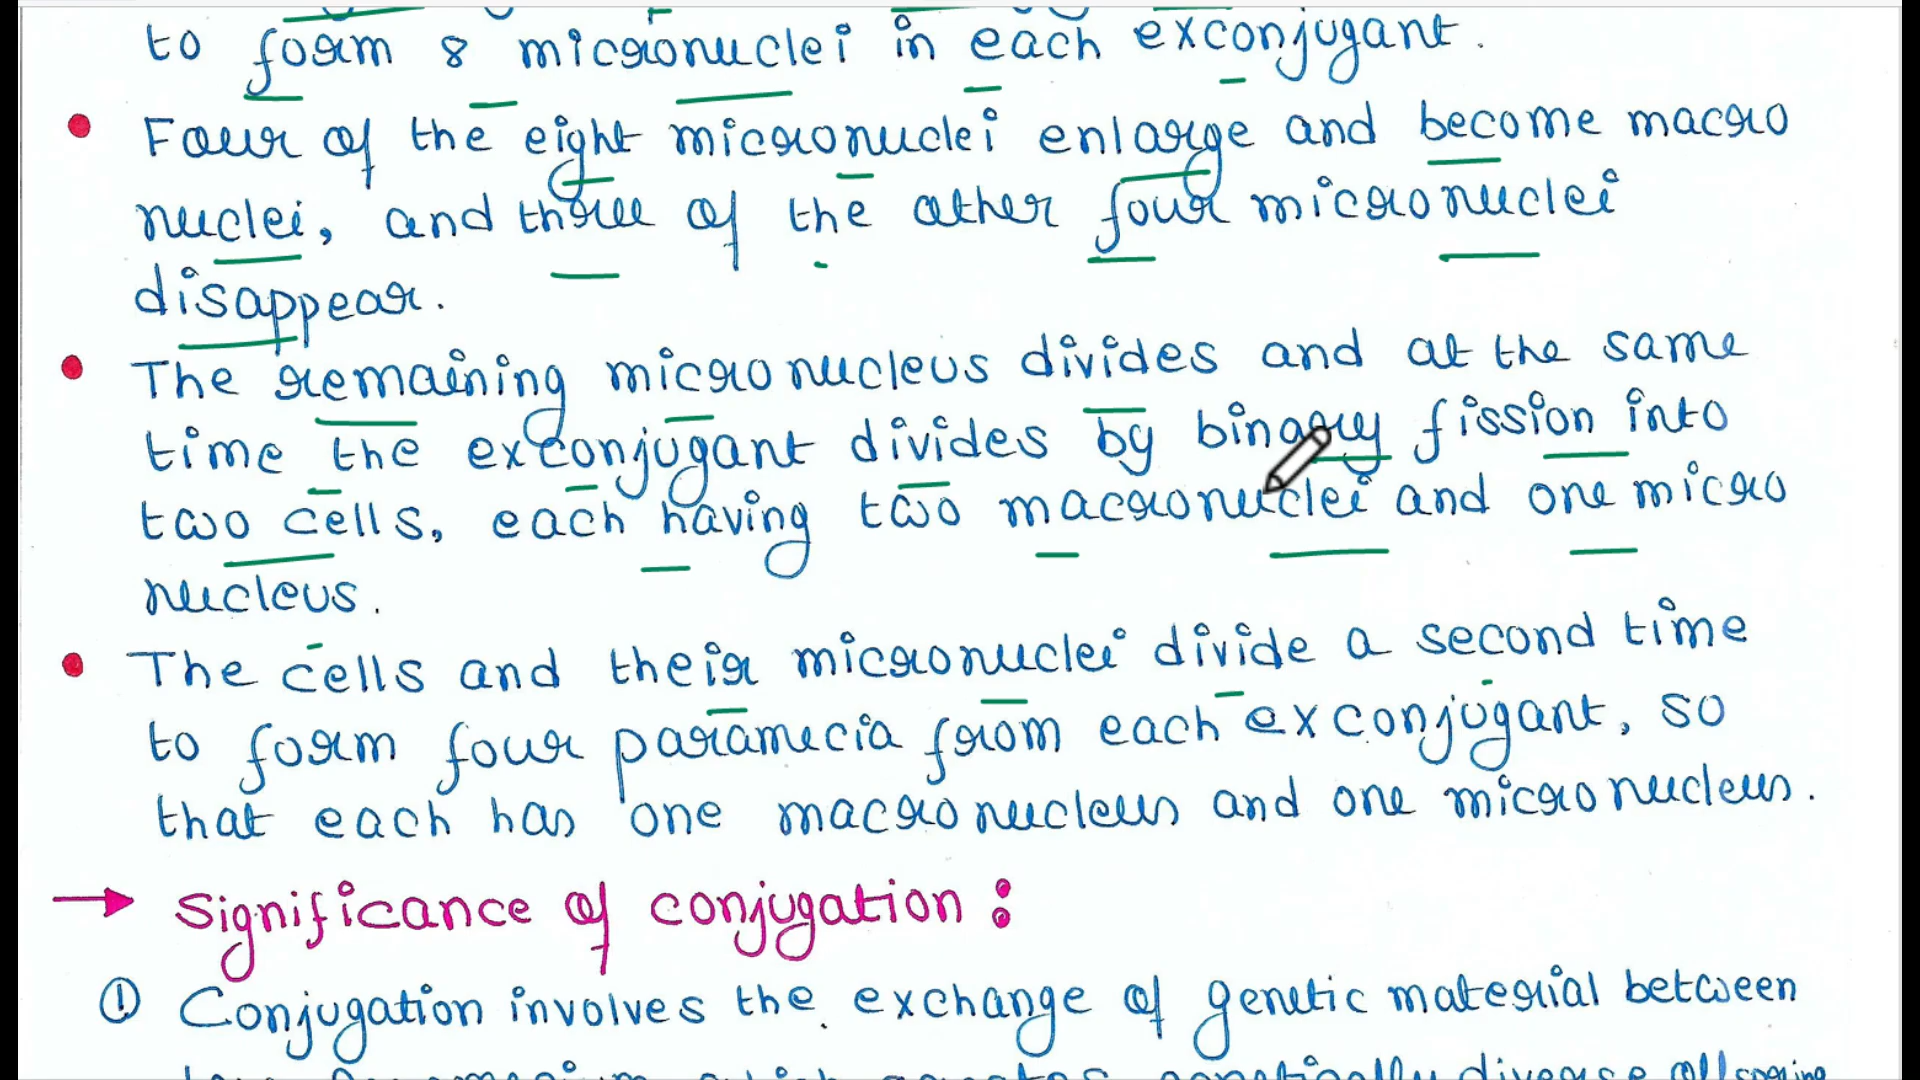 to form 8 micronuclei in each exconjugant.
• Four of the eight micronuclei enlarge and become macro
nuclei, and three of the other four micronuclei
disappear.
• The remaining micronucleus divides and at the same
time the exconjugant divides by binary fission into
two cells, each having two macronuclei and one micro
nucleus.
• The cells and their micronuclei divide a second time
to form four paramecia from each exconjugant, so
that each has one macronucleus and one micronucleus.
→ Significance of conjugation:
① Conjugation involves the exchange of genetic material between